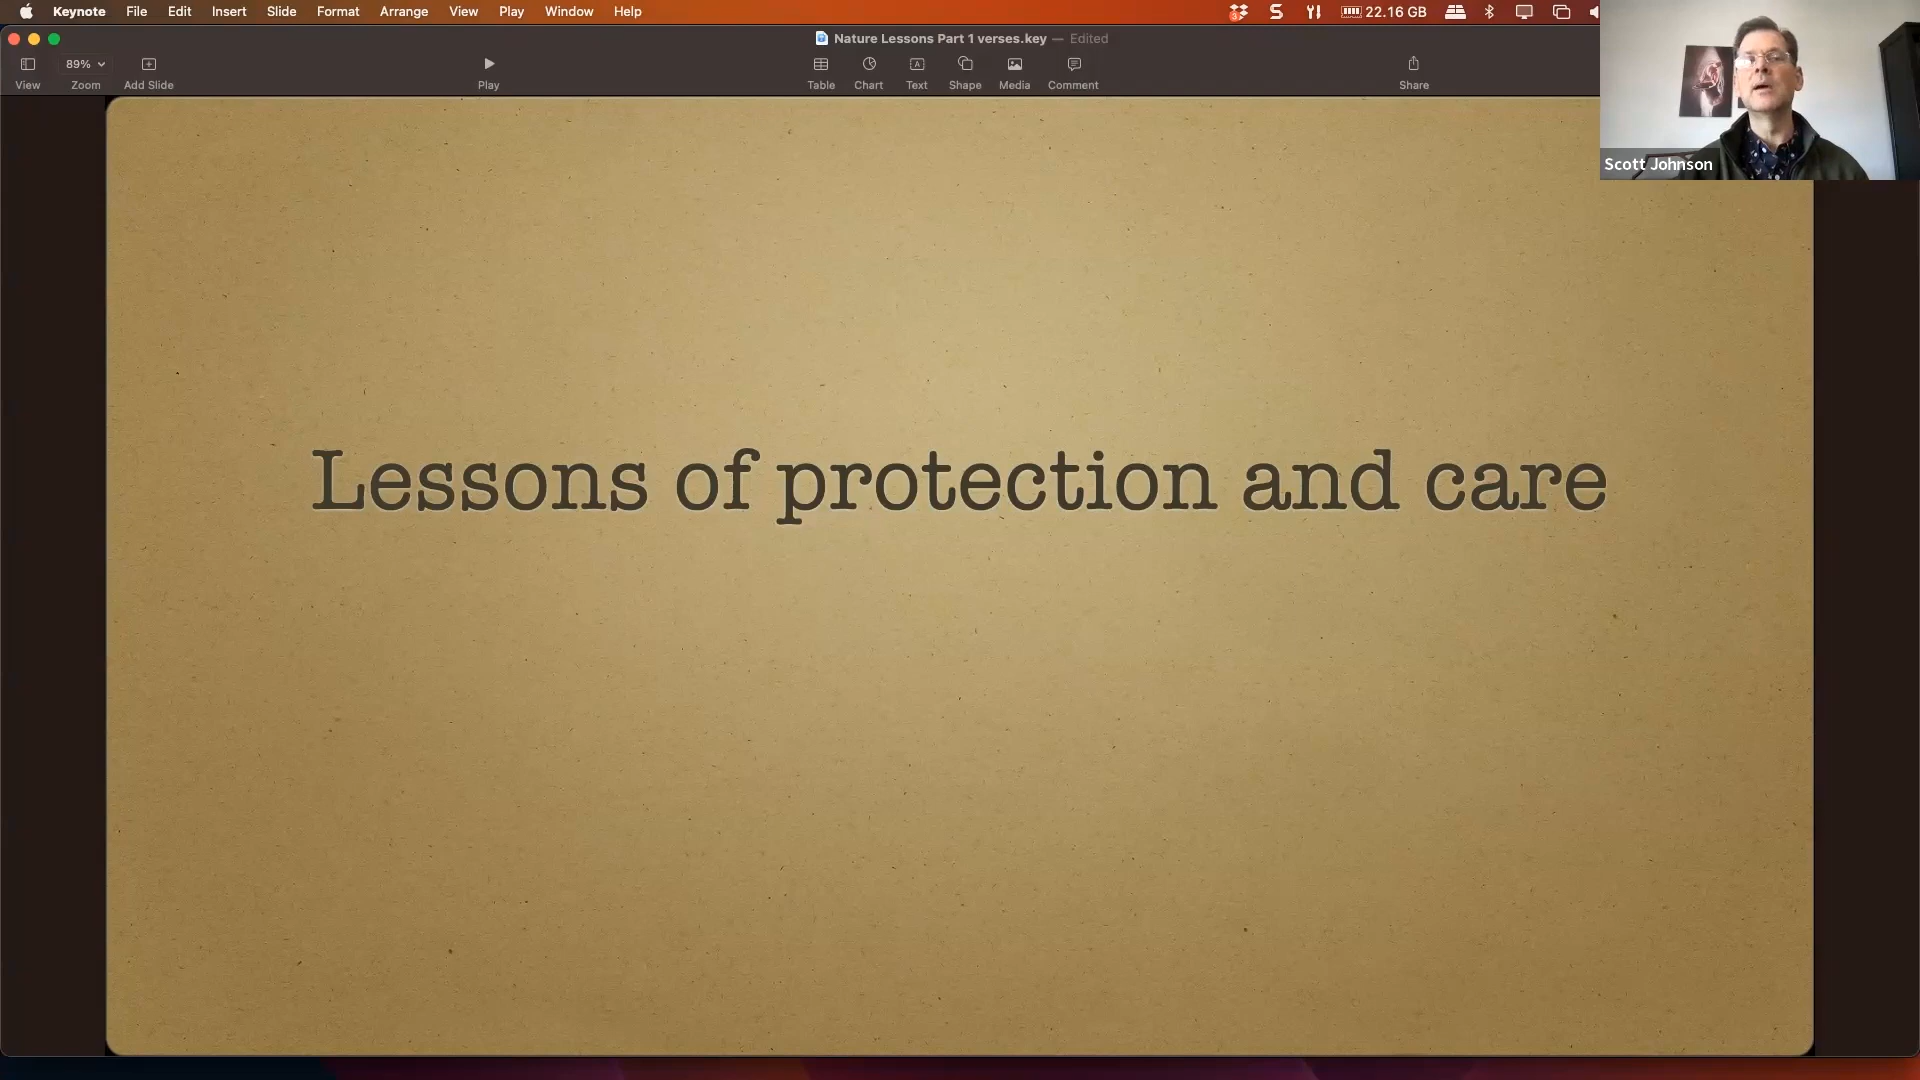 Keynote File Edit Insert Slide Format Arrange View Play Window Help 3 22.16 GB
Nature Lessons Part 1 verses.key — Edited
89%
View Zoom Add Slide Play Table Chart Text Shape Media Comment Share
Scott Johnson
Lessons of protection and care